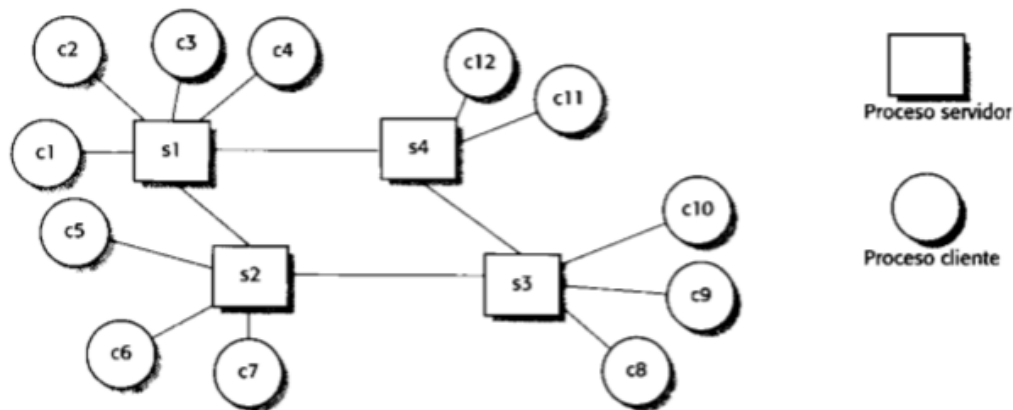 c2
c3
c4
c12
c11
c1
s1
s4
Proceso servidor
c10
c5
s2
s3
c9
Proceso cliente
c6
c7
c8